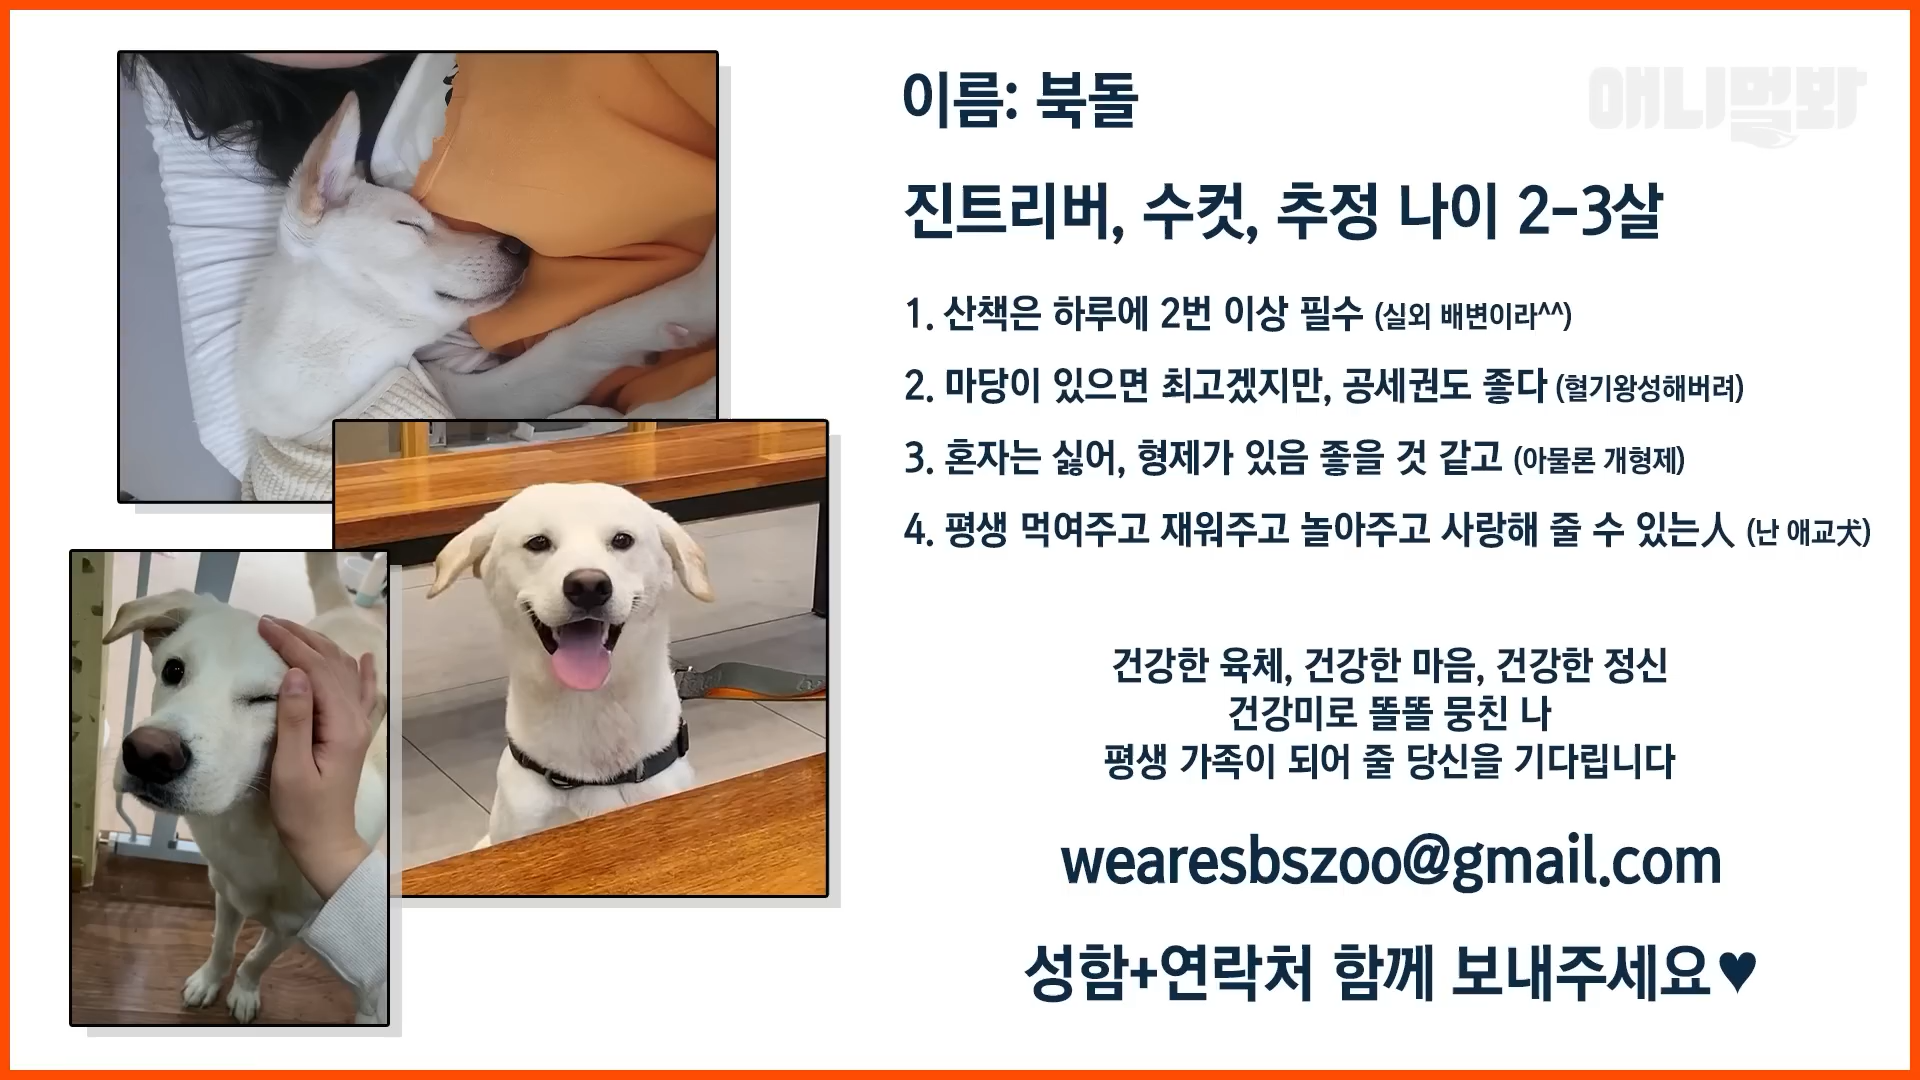 애니멀봐
이름: 북돌
진트리버, 수컷, 추정 나이 2-3살
1. 산책은 하루에 2번 이상 필수 (실외 배변이라^^)
2. 마당이 있으면 최고겠지만, 공세권도 좋다 (혈기왕성해버려)
3. 혼자는 싫어, 형제가 있음 좋을 것 같고 (아물론 개형제)
4. 평생 먹여주고 재워주고 놀아주고 사랑해 줄 수 있는人 (난 애교犬)
건강한 육체, 건강한 마음, 건강한 정신
건강미로 똘똘 뭉친 나
평생 가족이 되어 줄 당신을 기다립니다
wearesbszoo@gmail.com
성함+연락처 함께 보내주세요♥